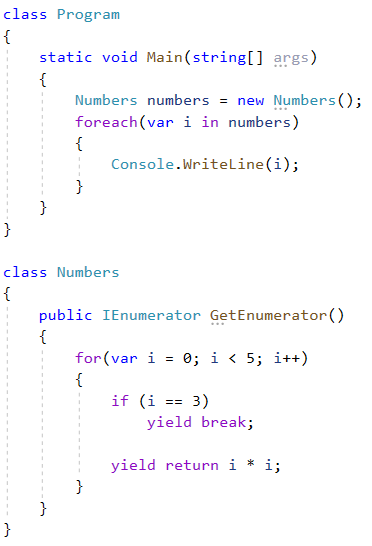 class Program
{
    static void Main(string[] args)
    {
        Numbers numbers = new Numbers();
        foreach(var i in numbers)
        {
            Console.WriteLine(i);
        }
    }
}

class Numbers
{
    public IEnumerator GetEnumerator()
    {
        for(var i = 0; i < 5; i++)
        {
            if (i == 3)
                yield break;

            yield return i * i;
        }
    }
}